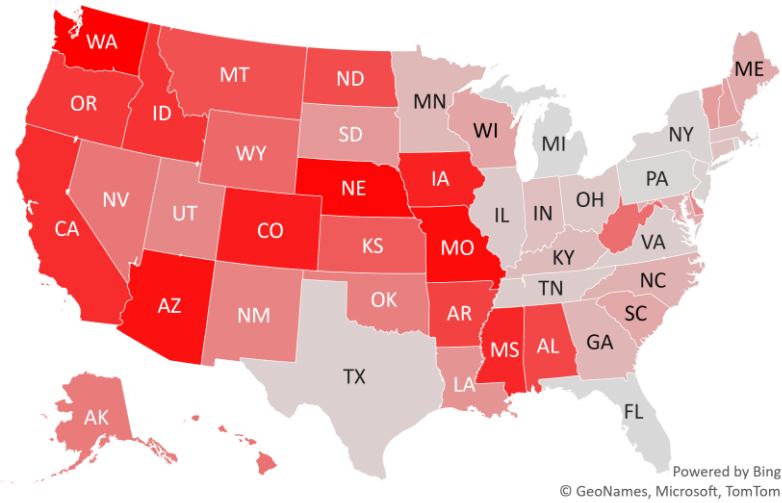 WA
MT
ND
ME
OR
ID
MN
SD
WI
NY
WY
MI
IA
PA
NE
NV
IL
IN
OH
UT
CO
CA
KS
MO
VA
KY
NC
TN
AZ
NM
OK
AR
SC
MS
AL
GA
TX
LA
AK
FL
Powered by Bing
© GeoNames, Microsoft, TomTom